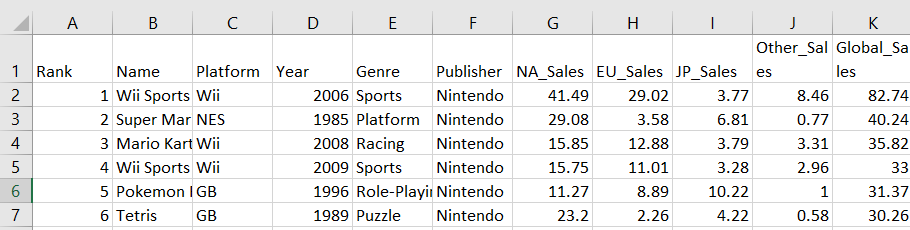 A B C D E F G H I J K
1 Rank Name Platform Year Genre Publisher NA_Sales EU_Sales JP_Sales Other_Sales Global_Sales
2 1 Wii Sports Wii 2006 Sports Nintendo 41.49 29.02 3.77 8.46 82.74
3 2 Super Mar NES 1985 Platform Nintendo 29.08 3.58 6.81 0.77 40.24
4 3 Mario Kart Wii 2008 Racing Nintendo 15.85 12.88 3.79 3.31 35.82
5 4 Wii Sports Wii 2009 Sports Nintendo 15.75 11.01 3.28 2.96 33
6 5 Pokemon GB 1996 Role-Playi Nintendo 11.27 8.89 10.22 1 31.37
7 6 Tetris GB 1989 Puzzle Nintendo 23.2 2.26 4.22 0.58 30.26